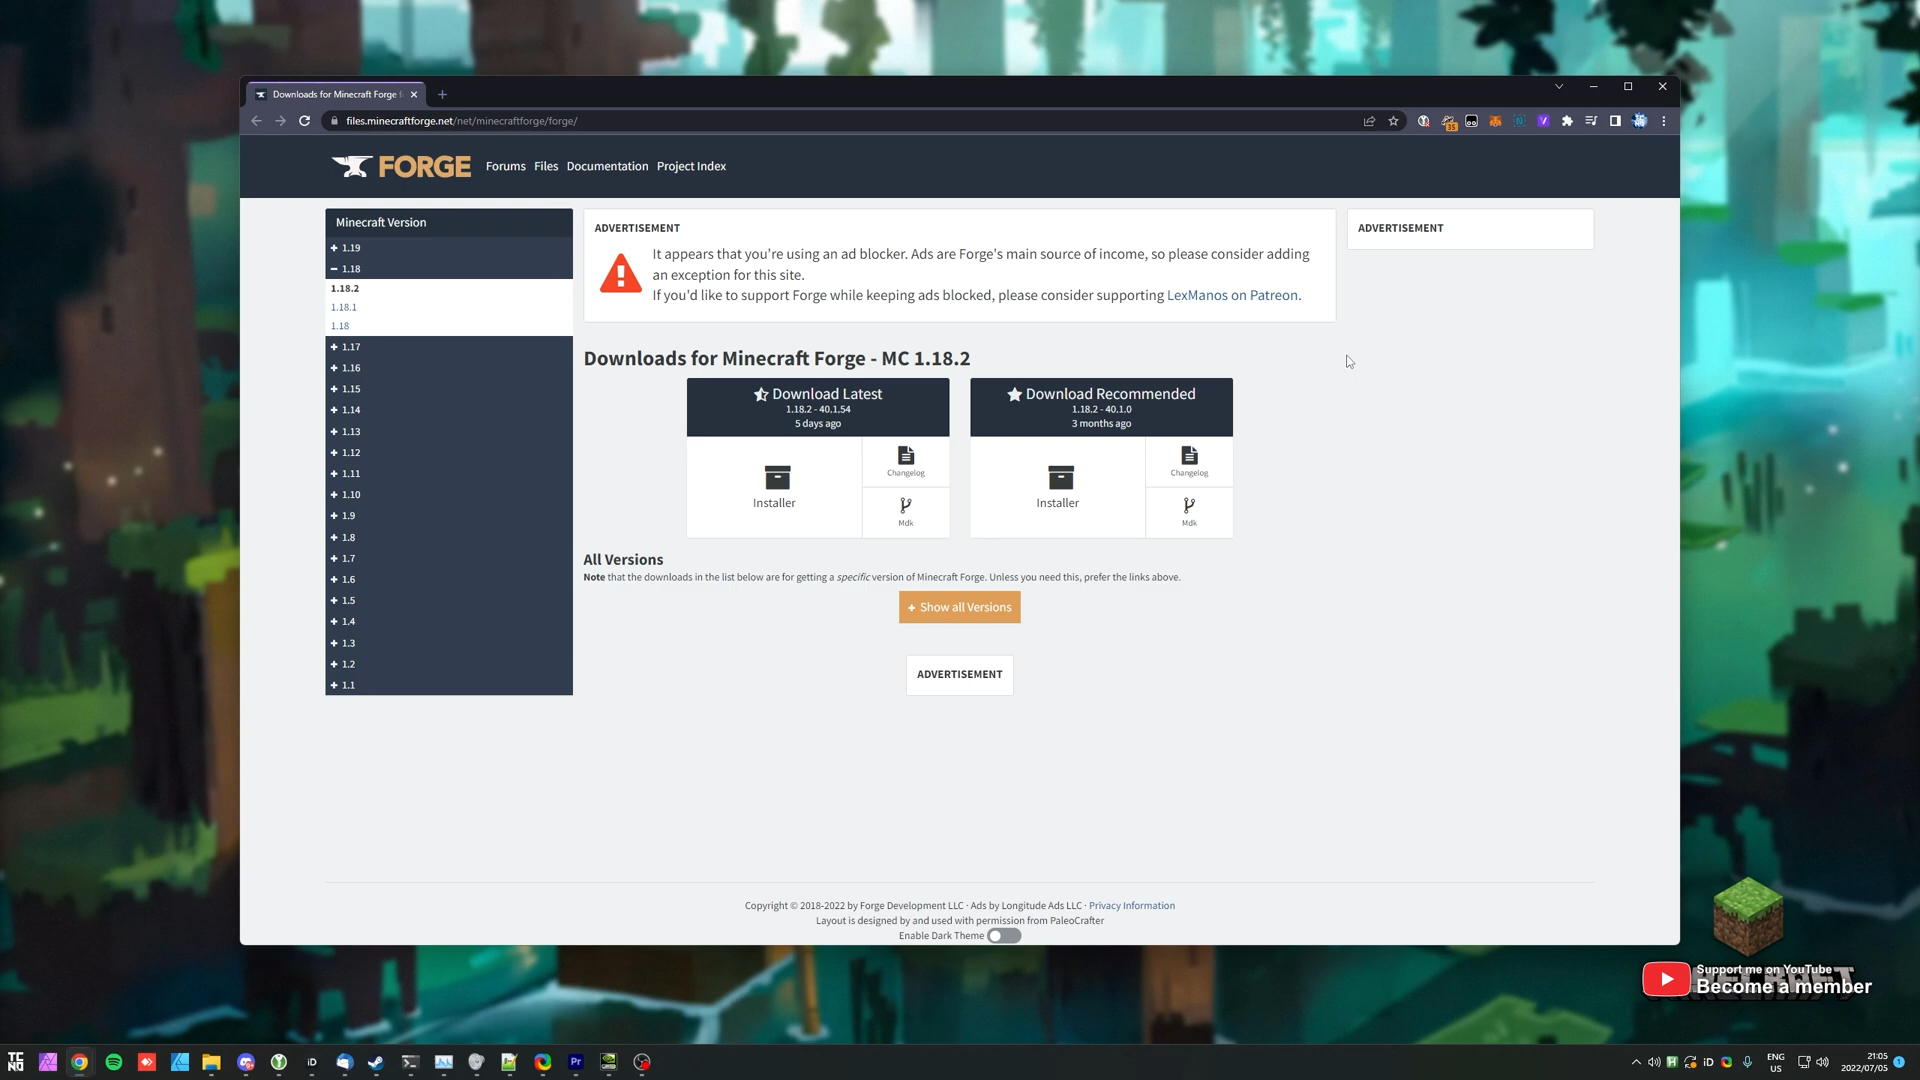 Downloads for Minecraft Forge f
files.minecraftforge.net/net/minecraftforge/forge/
35
FORGE
Forums Files Documentation Project Index
Minecraft Version
1.19
1.18
1.18.2
1.18.1
1.18
1.17
1.16
1.15
1.14
1.13
1.12
1.11
1.10
1.9
1.8
1.7
1.6
1.5
1.4
1.3
1.2
1.1
ADVERTISEMENT
It appears that you're using an ad blocker. Ads are Forge's main source of income, so please consider adding
an exception for this site.
If you'd like to support Forge while keeping ads blocked, please consider supporting LexManos on Patreon.
ADVERTISEMENT
Downloads for Minecraft Forge - MC 1.18.2
Download Latest
1.18.2 - 40.1.54
5 days ago
Installer
Changelog
Mdk
Download Recommended
1.18.2 - 40.1.0
3 months ago
Installer
Changelog
Mdk
All Versions
Note that the downloads in the list below are for getting a specific version of Minecraft Forge. Unless you need this, prefer the links above.
+ Show all Versions
ADVERTISEMENT
Copyright © 2018-2022 by Forge Development LLC · Ads by Longitude Ads LLC · Privacy Information
Layout is designed by and used with permission from PaleoCrafter
Enable Dark Theme
Support me on YouTube
Become a member
TC
NO
iD
Pr
iD
ENG
US
21:05
2022/07/05
1